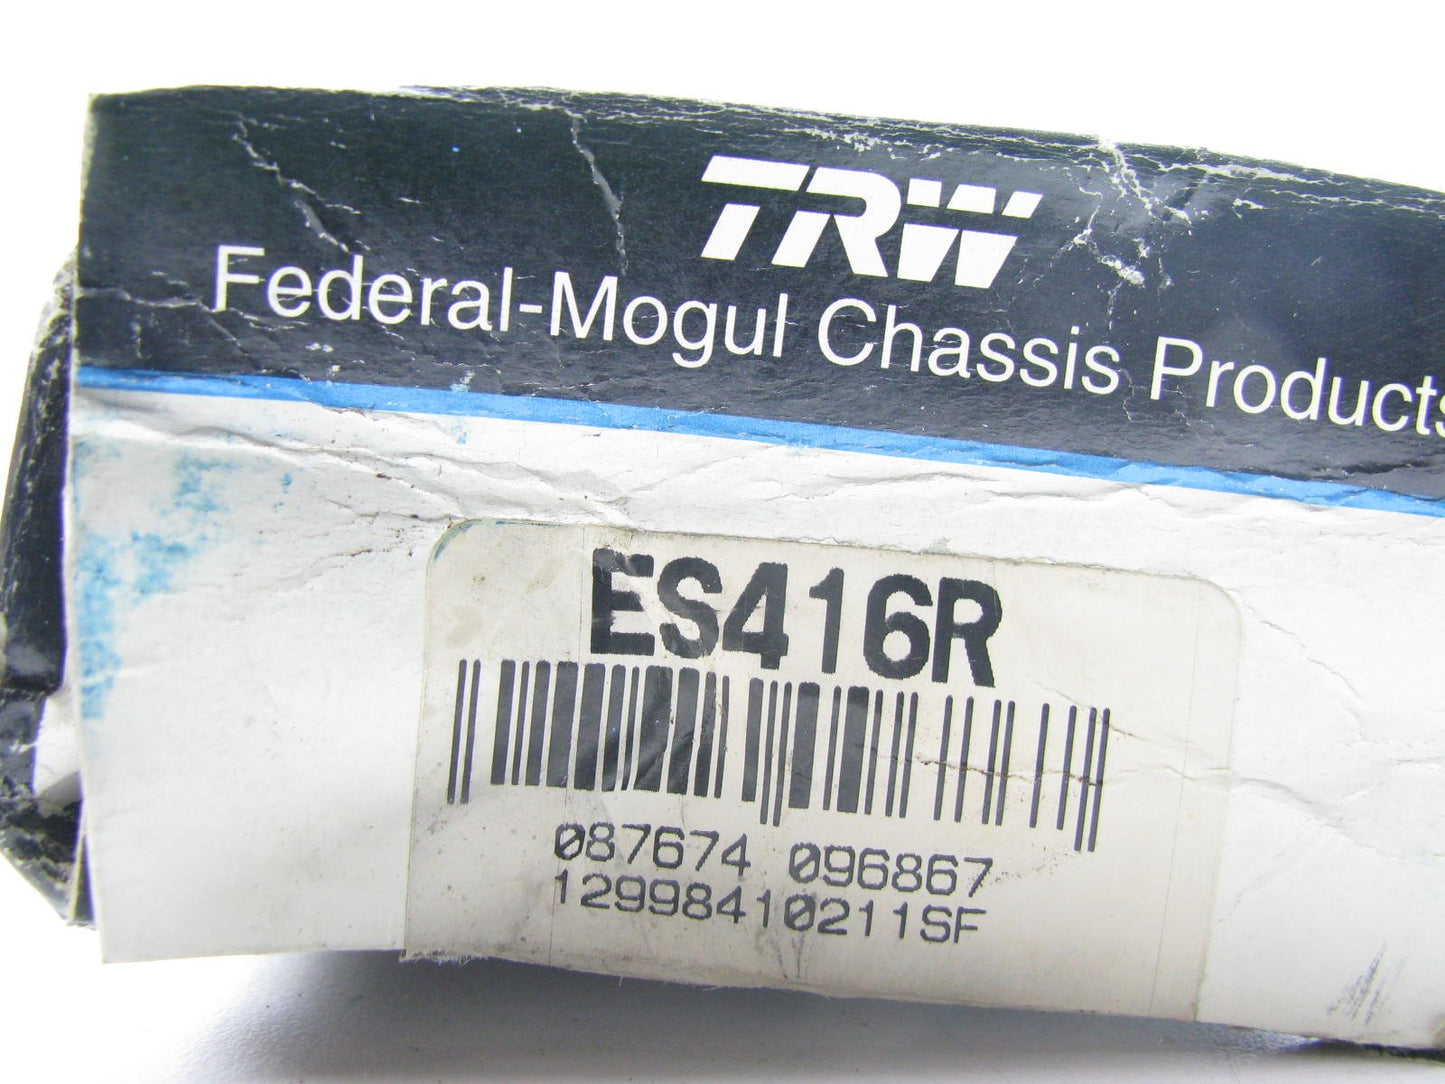 TRW
Federal-Mogul Chassis Products
ES416R
087674 096867
12998410211SF